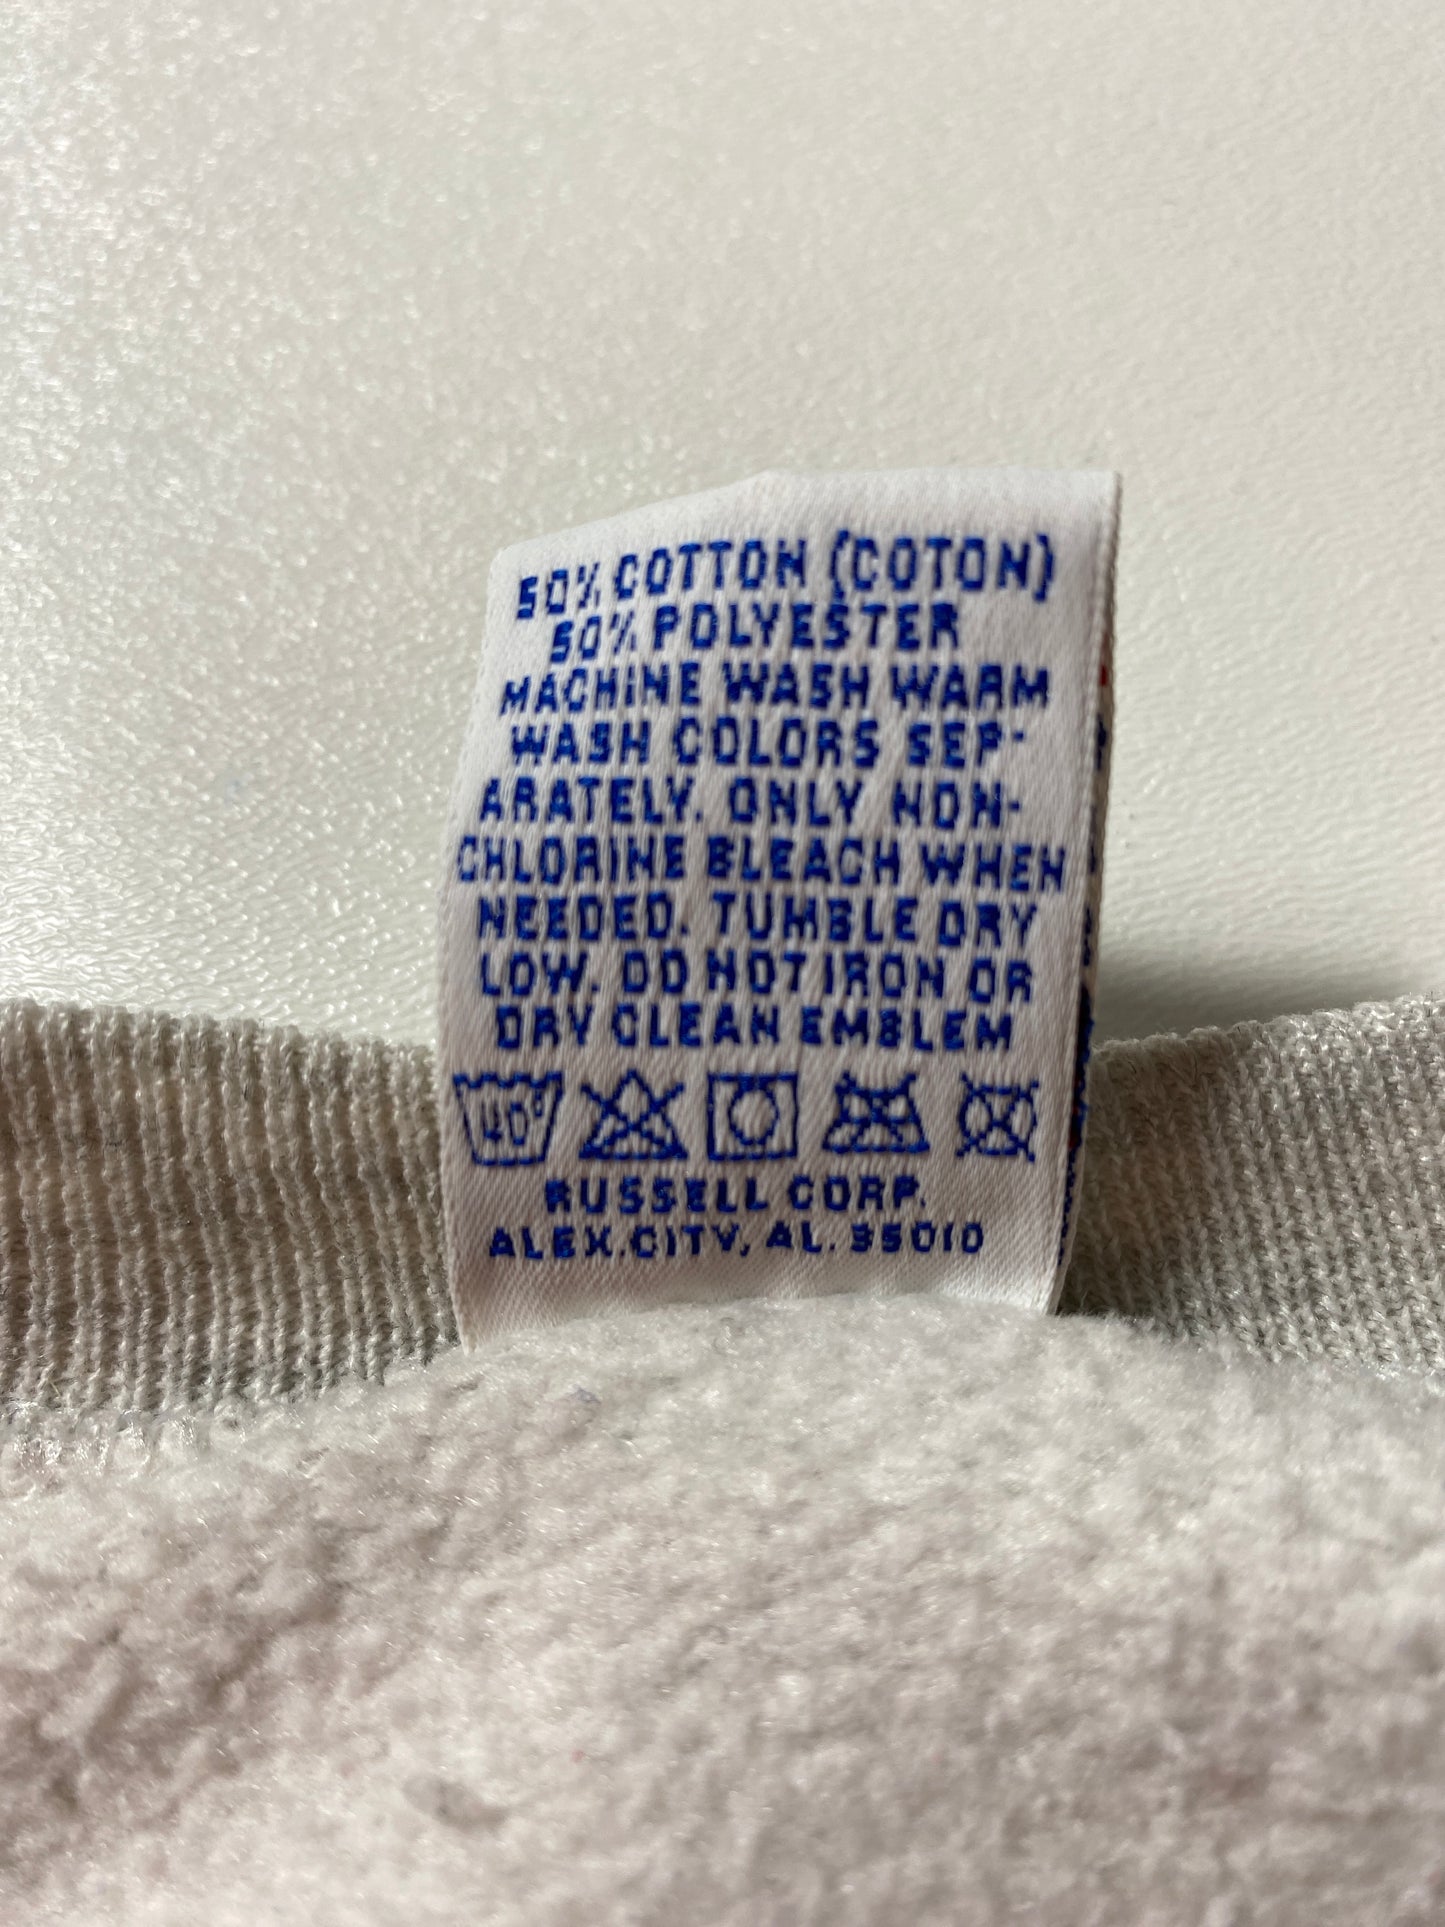 50% COTTON (COTON)
50% POLYESTER
MACHINE WASH WARM
WASH COLORS SEP-
ARATELY. ONLY NON-
CHLORINE BLEACH WHEN
NEEDED. TUMBLE DRY
LOW. DO NOT IRON OR
DRY CLEAN EMBLEM
40°
RUSSELL CORP.
ALEX.CITY, AL. 35010